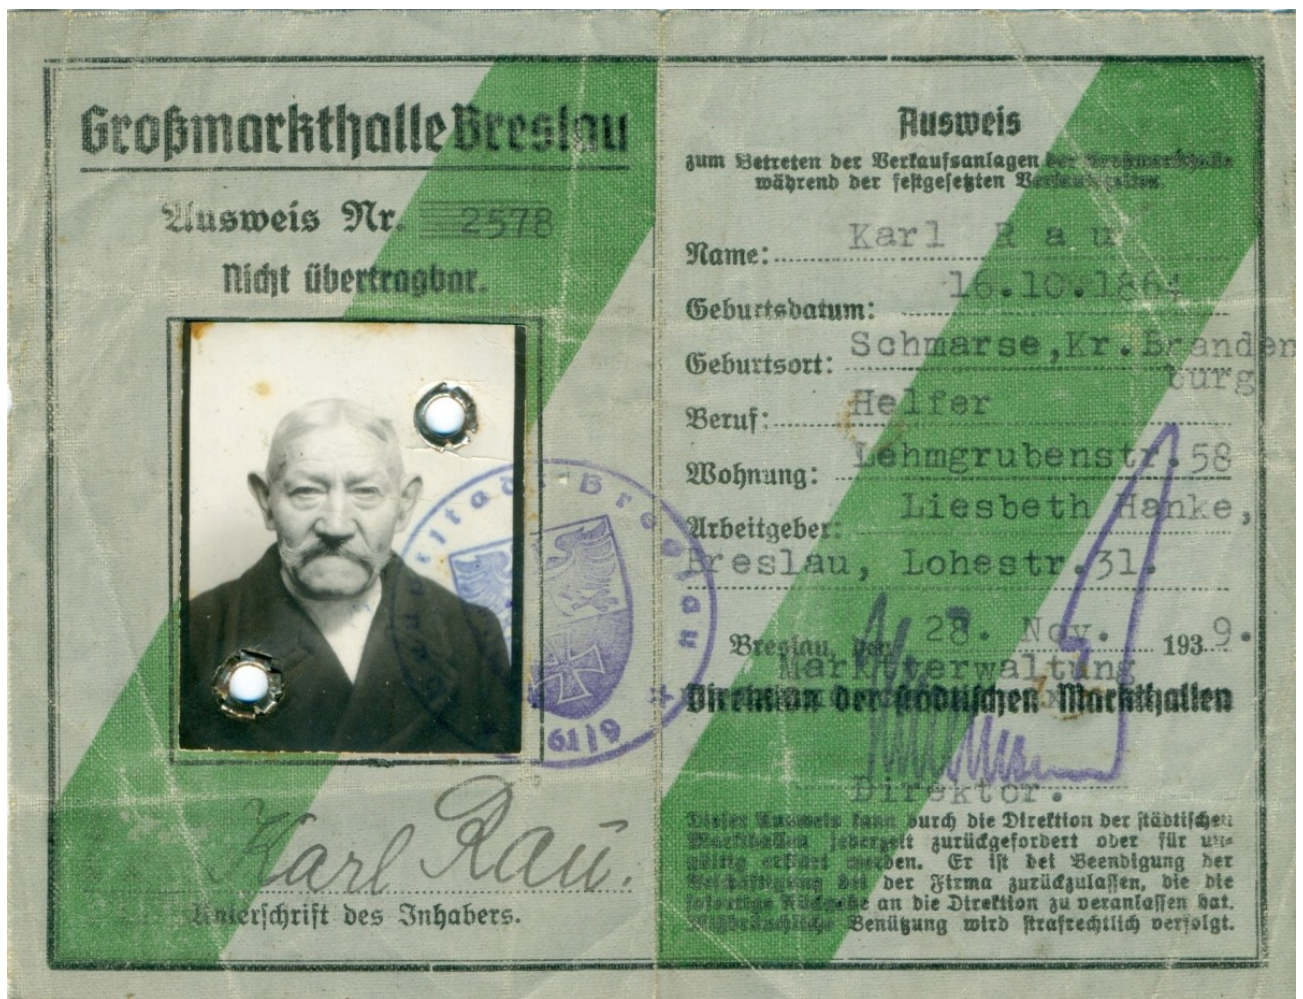 Großmarkthalle Breslau
Ausweis Nr. 2578
Nicht übertragbar.
Karl Rau.
Unterschrift des Inhabers.
61/9
Ausweis
zum Betreten der Verkaufsanlagen der Großmarkthalle
während der festgesetzten Verkaufszeiten.
Name: Karl Rau
Geburtsdatum: 16.10.1864
Geburtsort: Schmarse,Kr.Branden
burg
Beruf: Helfer
Wohnung: Lehmgrubenstr.58
Arbeitgeber: Liesbeth Hanke,
Breslau, Lohestr.31.
Breslau, den 28. Nov. 1939.
Marktverwaltung
Direktion der städtischen Markthallen
Direktor.
Dieser Ausweis kann durch die Direktion der städtischen
Markthallen jederzeit zurückgefordert oder für un-
gültig erklärt werden. Er ist bei Beendigung der
Beschäftigung bei der Firma zurückzulassen, die die
sofortige Rückgabe an die Direktion zu veranlassen hat.
Mißbräuchliche Benützung wird strafrechtlich verfolgt.